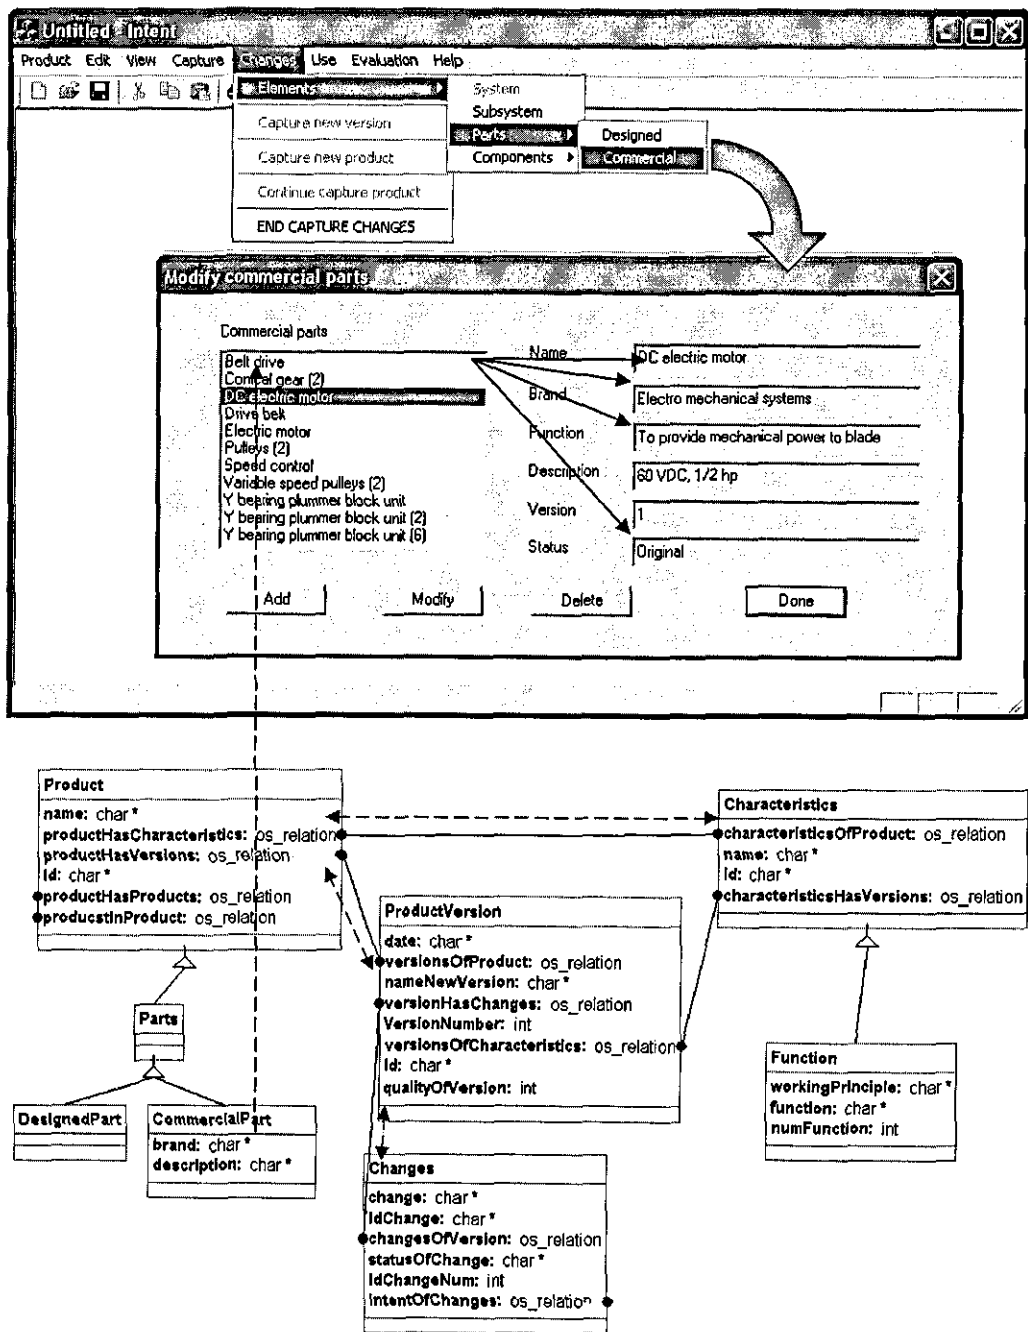 Untitled - Intent
Product Edit View Capture Changes Use Evaluation Help
Elements
Capture new version
Capture new product
Continue capture product
END CAPTURE CHANGES
System
Subsystem
Parts
Components
Designed
Commercial
Modify commercial parts
Commercial parts
Belt drive
Conical gear (2)
DC electric motor
Drive belt
Electric motor
Pulleys (2)
Speed control
Variable speed pulleys (2)
Y bearing plummer block unit
Y bearing plummer block unit (2)
Y bearing plummer block unit (6)
Name DC electric motor
Brand Electro mechanical systems
Function To provide mechanical power to blade
Description 60 VDC, 1/2 hp
Version 1
Status Original
Add Modify Delete Done
Product
name: char*
productHasCharacteristics: os_relation
productHasVersions: os_relation
Id: char*
productHasProducts: os_relation
producstInProduct: os_relation
Characteristics
characteristicsOfProduct: os_relation
name: char*
Id: char*
characteristicsHasVersions: os_relation
ProductVersion
date: char*
versionsOfProduct: os_relation
nameNewVersion: char*
versionHasChanges: os_relation
VersionNumber: int
versionsOfCharacteristics: os_relation
Id: char*
qualityOfVersion: int
Parts
DesignedPart
CommercialPart
brand: char*
description: char*
Function
workingPrinciple: char*
function: char*
numFunction: int
Changes
change: char*
IdChange: char*
changesOfVersion: os_relation
statusOfChange: char*
IdChangeNum: int
IntentOfChanges: os_relation